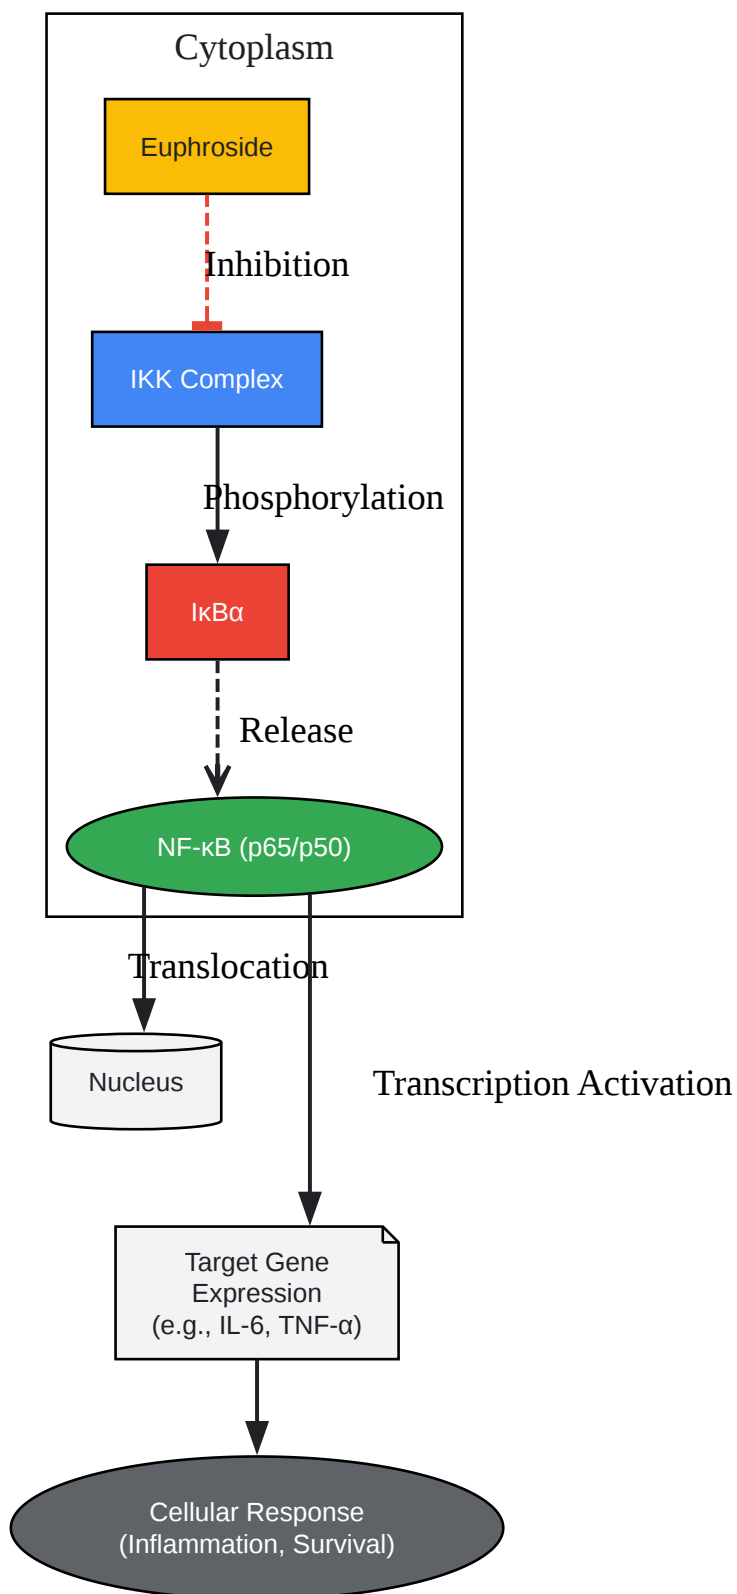 Cytoplasm
Euphroside
Inhibition
IKK Complex
Phosphorylation
IκBα
Release
NF-κB (p65/p50)
Translocation
Nucleus
Transcription Activation
Target Gene
Expression
(e.g., IL-6, TNF-α)
Cellular Response
(Inflammation, Survival)